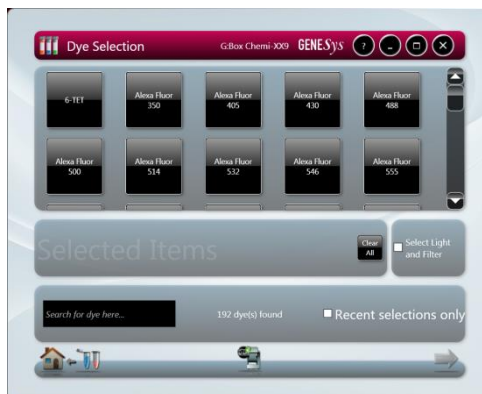 Dye Selection
G:Box Chemi-XX9 GENESys ?
6-TET
Alexa Fluor
350
Alexa Fluor
405
Alexa Fluor
430
Alexa Fluor
488
Alexa Fluor
500
Alexa Fluor
514
Alexa Fluor
532
Alexa Fluor
546
Alexa Fluor
555
Selected Items
Clear
All
Select Light
and Filter
Search for dye here...
192 dye(s) found
Recent selections only